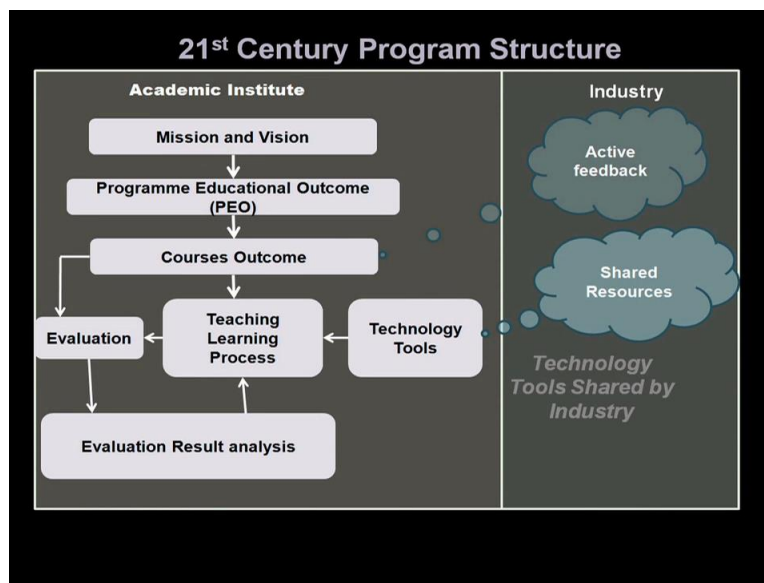 21st Century Program Structure
Academic Institute
Industry
Mission and Vision
Active
feedback
Programme Educational Outcome
(PEO)
Courses Outcome
Shared
Resources
Evaluation
Teaching
Learning
Process
Technology
Tools
Technology
Tools Shared by
Industry
Evaluation Result analysis